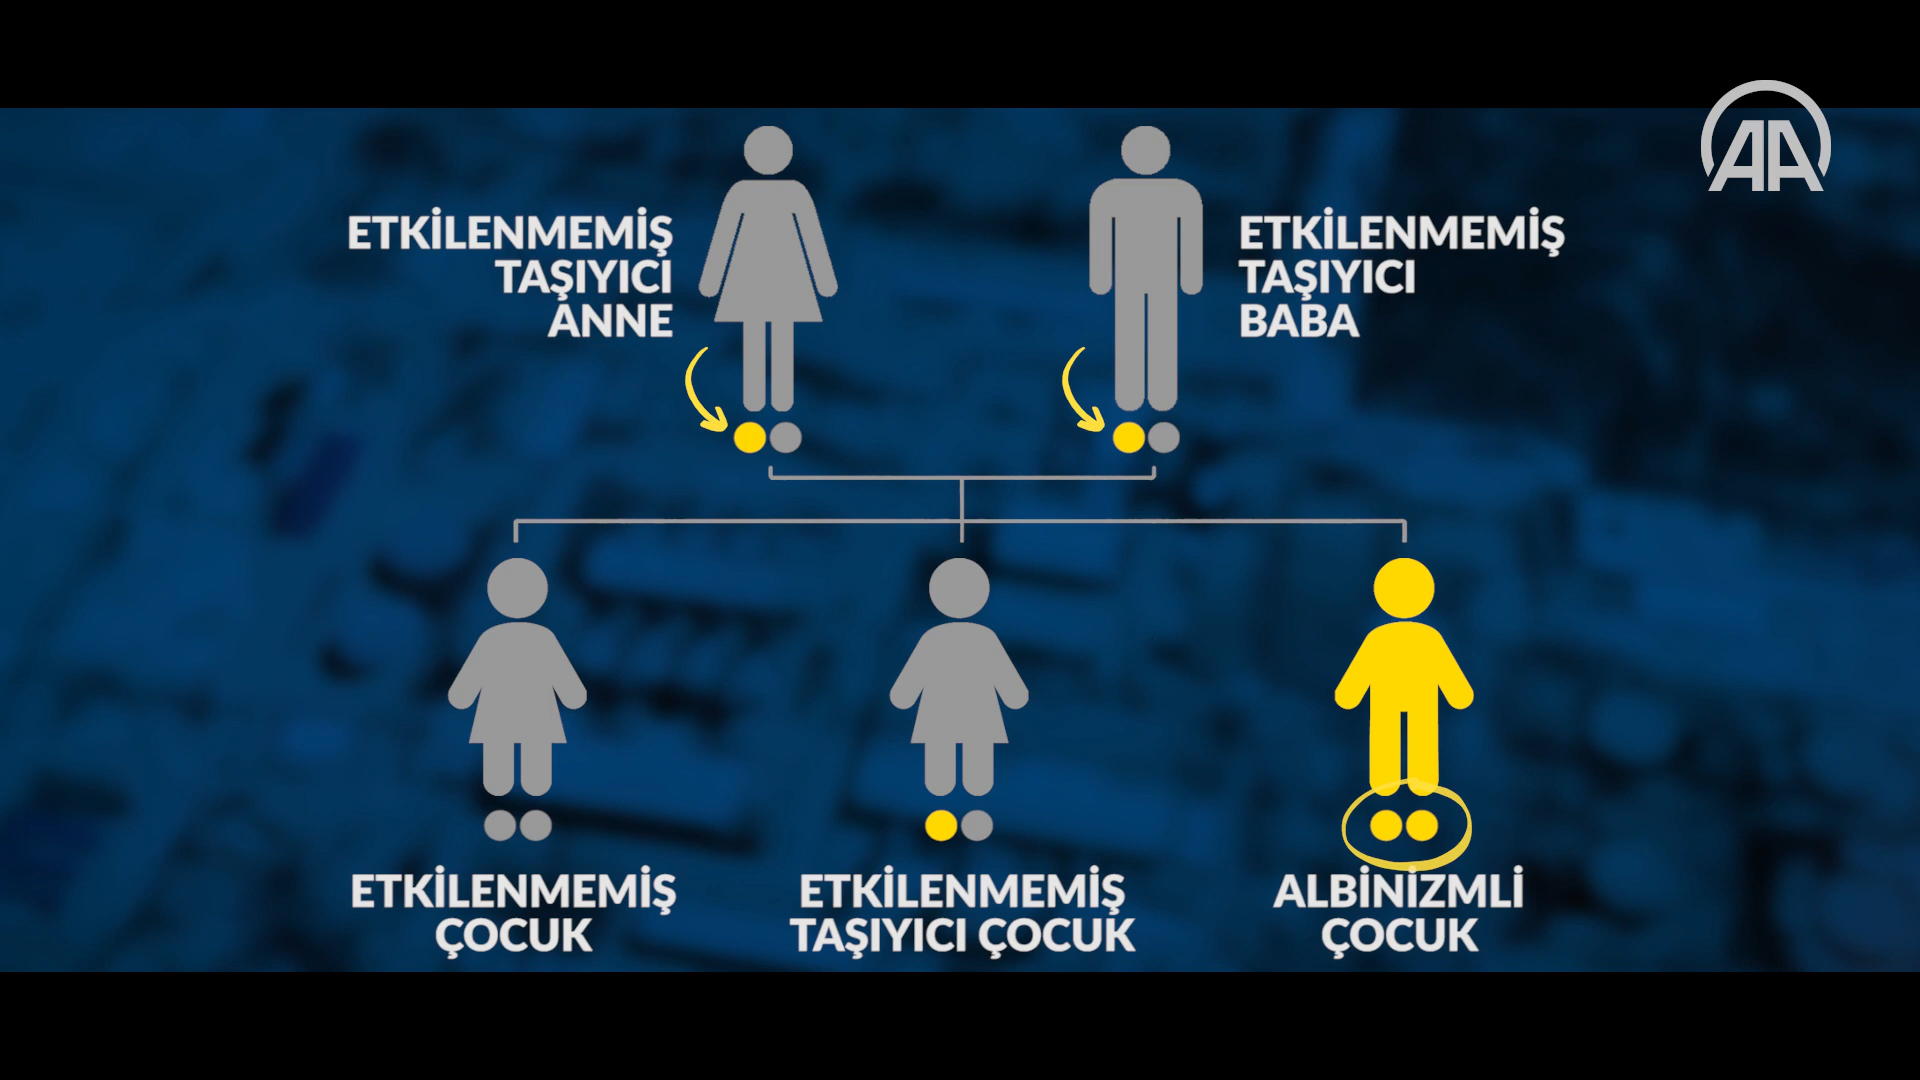 AA
ETKİLENMEMİŞ
TAŞIYICI
ANNE
ETKİLENMEMİŞ
TAŞIYICI
BABA
ETKİLENMEMİŞ
ÇOCUK
ETKİLENMEMİŞ
TAŞIYICI ÇOCUK
ALBİNİZMLİ
ÇOCUK